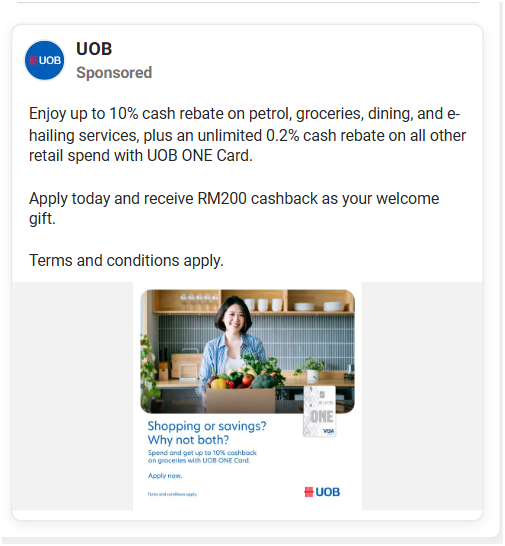 UOB
UOB
Sponsored
Enjoy up to 10% cash rebate on petrol, groceries, dining, and e-
hailing services, plus an unlimited 0.2% cash rebate on all other
retail spend with UOB ONE Card.
Apply today and receive RM200 cashback as your welcome
gift.
Terms and conditions apply.
ONE
VISA
Shopping or savings?
Why not both?
Spend and get up to 10% cashback
on groceries with UOB ONE Card.
Apply now.
Terms and conditions apply.
UOB